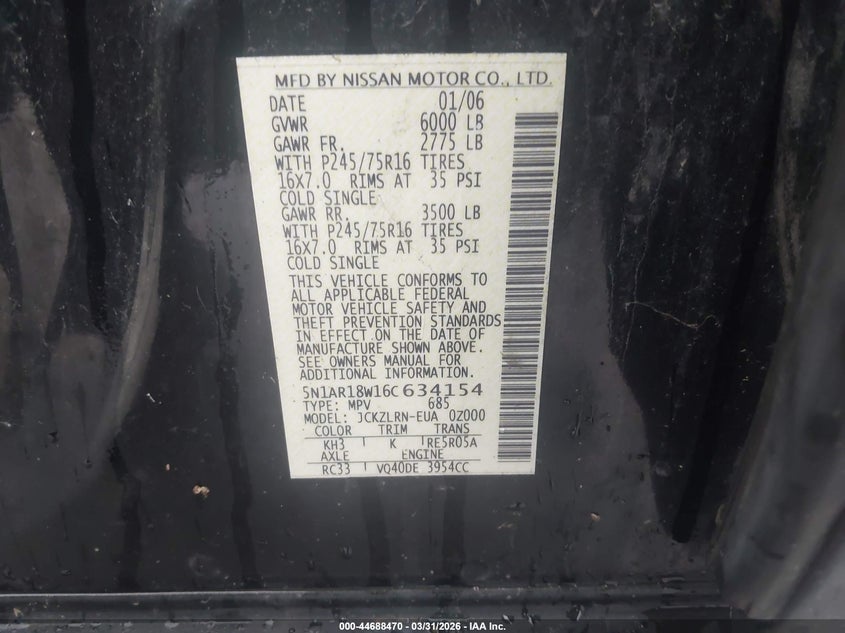 MFD BY NISSAN MOTOR CO., LTD.
DATE 01/06
GVWR 6000 LB
GAWR FR. 2775 LB
WITH P245/75R16 TIRES
16X7.0 RIMS AT 35 PSI
COLD SINGLE
GAWR RR. 3500 LB
WITH P245/75R16 TIRES
16X7.0 RIMS AT 35 PSI
COLD SINGLE
THIS VEHICLE CONFORMS TO
ALL APPLICABLE FEDERAL
MOTOR VEHICLE SAFETY AND
THEFT PREVENTION STANDARDS
IN EFFECT ON THE DATE OF
MANUFACTURE SHOWN ABOVE.
SEE OWNERS MANUAL FOR
ADDITIONAL INFORMATION.
5N1AR18W16C634154
TYPE: MPV 685
MODEL: JCKZLRN-EUA 0Z000
COLOR TRIM TRANS
KH3 K RE5R05A
AXLE ENGINE
RC33 VQ40DE 3954CC
000-44688470 - 03/31/2026 - IAA Inc.